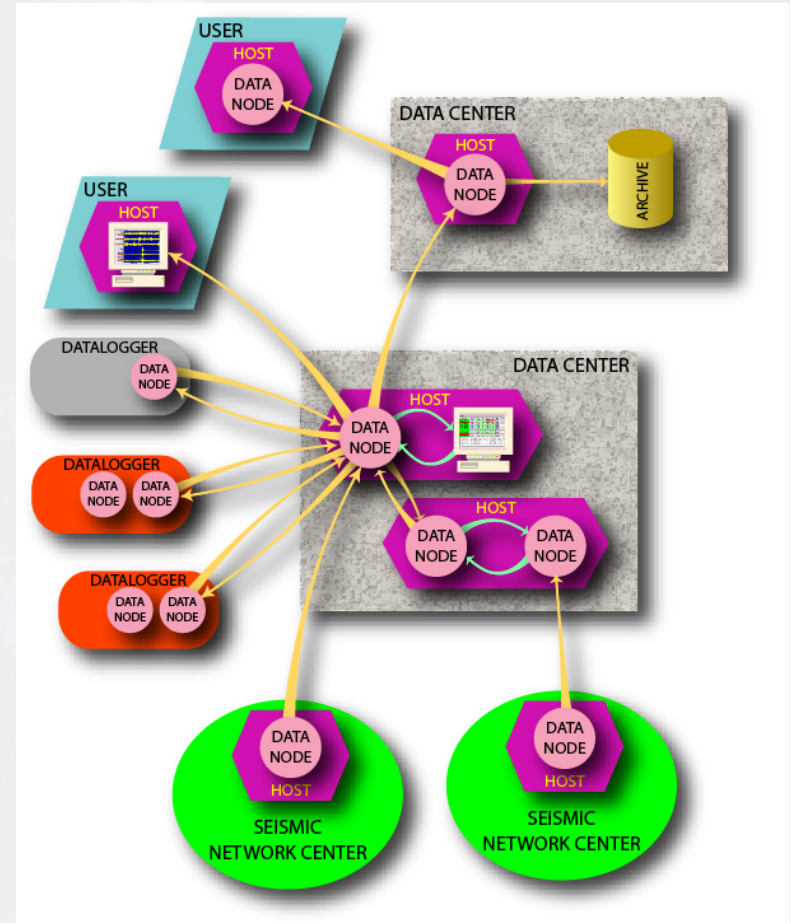 USER
HOST
DATA
NODE
DATA CENTER
HOST
DATA
NODE
ARCHIVE
USER
HOST
DATALOGGER
DATA
NODE
DATA CENTER
HOST
DATA
NODE
DATALOGGER
DATA
NODE
DATA
NODE
HOST
DATA
NODE
DATA
NODE
DATALOGGER
DATA
NODE
DATA
NODE
DATA
NODE
HOST
SEISMIC
NETWORK CENTER
DATA
NODE
HOST
SEISMIC
NETWORK CENTER